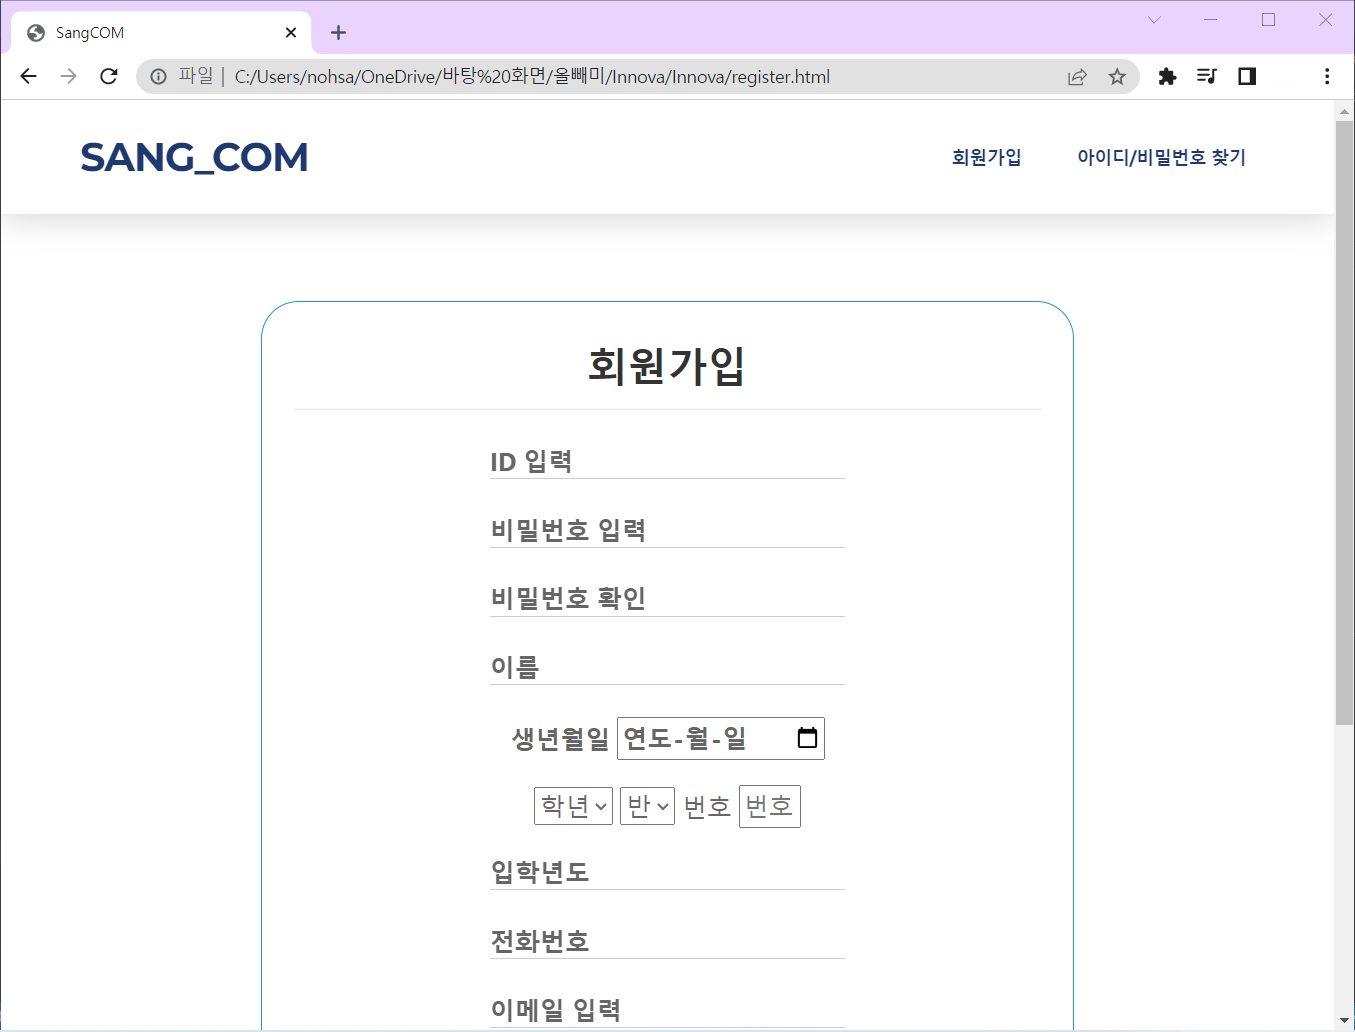 SangCOM
파일 | C:/Users/nohsa/OneDrive/바탕%20화면/올빼미/Innova/Innova/register.html
SANG_COM 회원가입 아이디/비밀번호 찾기
회원가입
ID 입력
비밀번호 입력
비밀번호 확인
이름
생년월일 연도-월-일
학년 반 번호 번호
입학년도
전화번호
이메일 입력